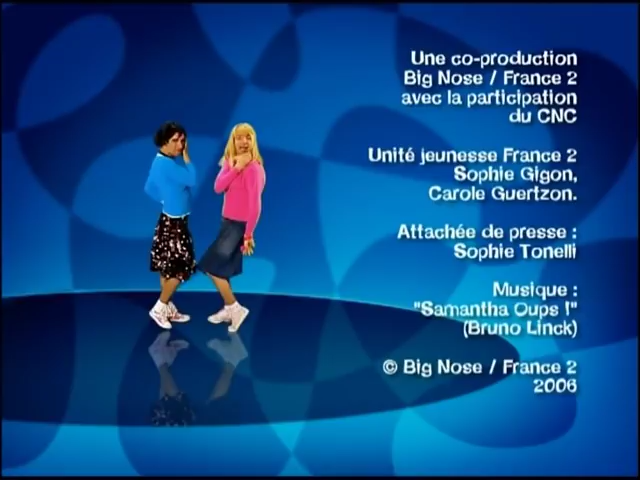 Une co-production
Big Nose / France 2
avec la participation
du CNC
Unité jeunesse France 2
Sophie Gigon,
Carole Guertzon.
Attachée de presse :
Sophie Tonelli
Musique :
"Samantha Oups !"
(Bruno Linck)
© Big Nose / France 2
2006